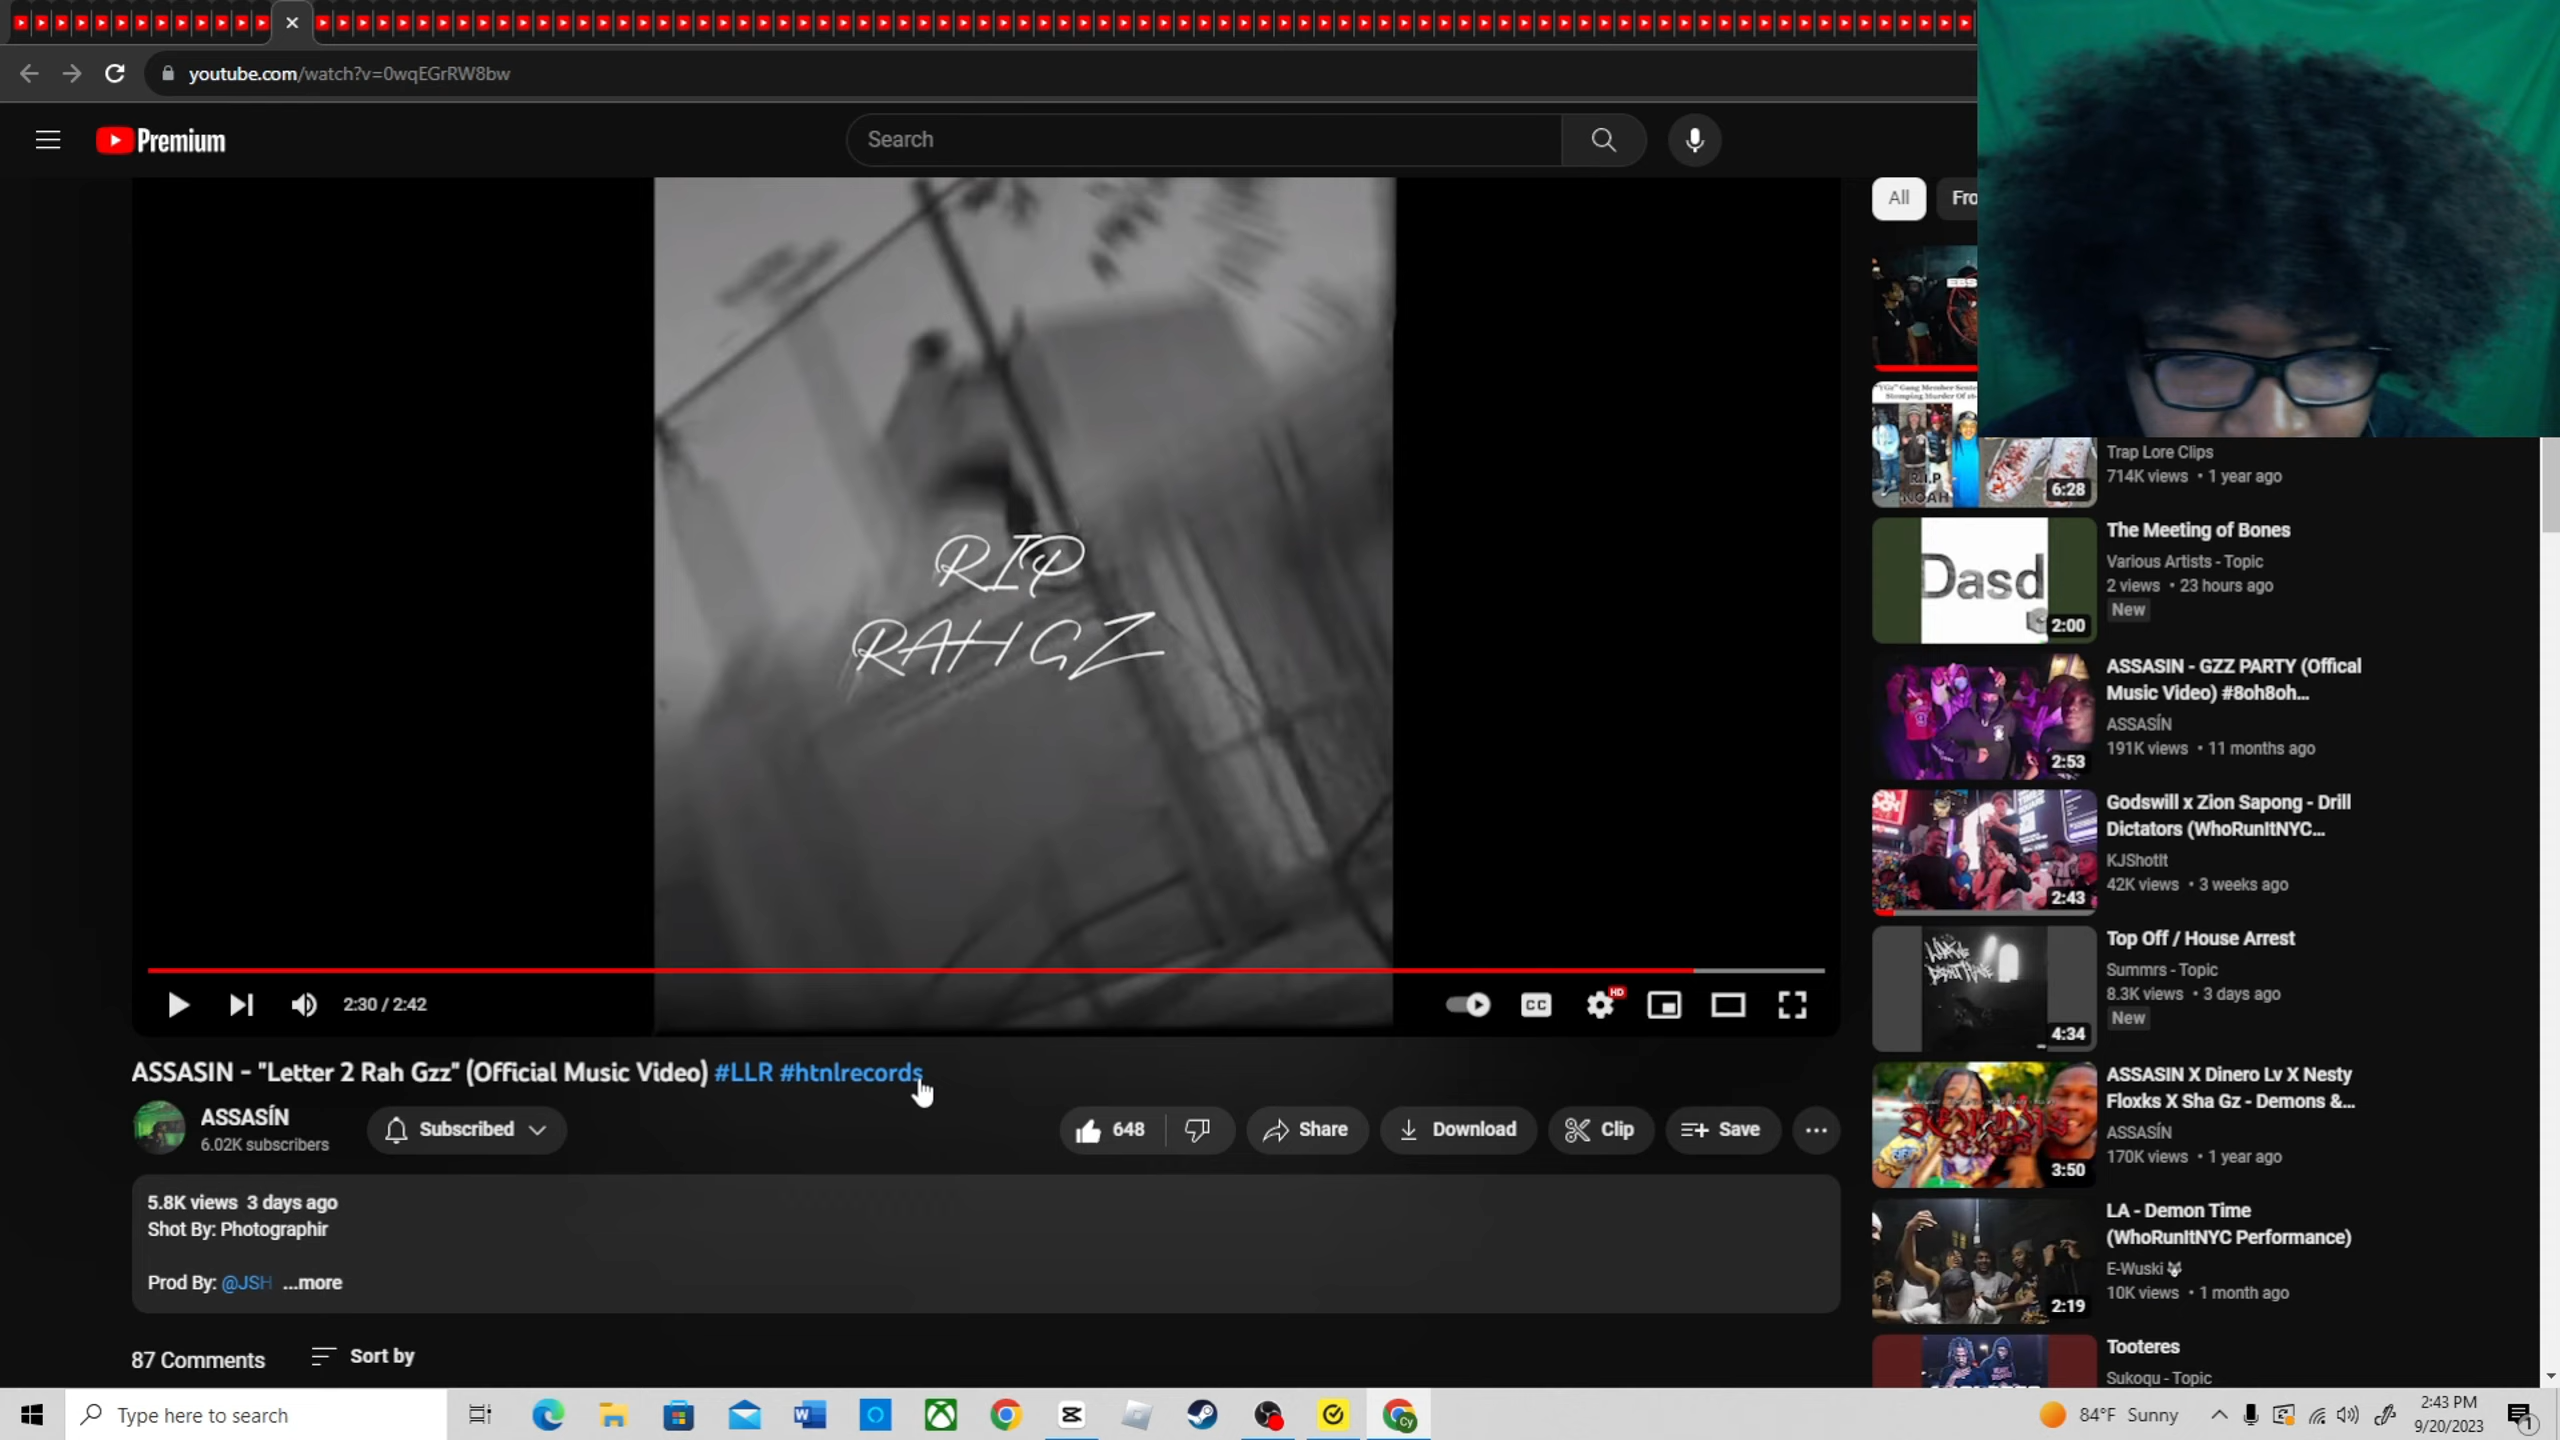 youtube.com/watch?v=0wqEGrRW8bw
Premium
Search
All
Fro
RIP
RAH GZ
2:30 / 2:42
CC
HD
ASSASIN - "Letter 2 Rah Gzz" (Official Music Video) #LLR #htnlrecords
ASSASÍN
6.02K subscribers
Subscribed
648
Share
Download
Clip
Save
5.8K views 3 days ago
Shot By: Photographir
Prod By: @JSH ...more
87 Comments
Sort by
R.I.P
NOAH
6:28
Trap Lore Clips
714K views • 1 year ago
Dasd
2:00
The Meeting of Bones
Various Artists - Topic
2 views • 23 hours ago
New
2:53
ASSASIN - GZZ PARTY (Offical
Music Video) #8oh8oh...
ASSASÍN
191K views • 11 months ago
2:43
Godswill x Zion Sapong - Drill
Dictators (WhoRunItNYC...
KJShotIt
42K views • 3 weeks ago
4:34
Top Off / House Arrest
Summrs - Topic
8.3K views • 3 days ago
New
3:50
ASSASIN X Dinero Lv X Nesty
Floxks X Sha Gz - Demons &...
ASSASÍN
170K views • 1 year ago
2:19
LA - Demon Time
(WhoRunItNYC Performance)
E-Wuski
10K views • 1 month ago
Tooteres
Sukoqu - Topic
Type here to search
Cy
84°F Sunny
2:43 PM
9/20/2023
1